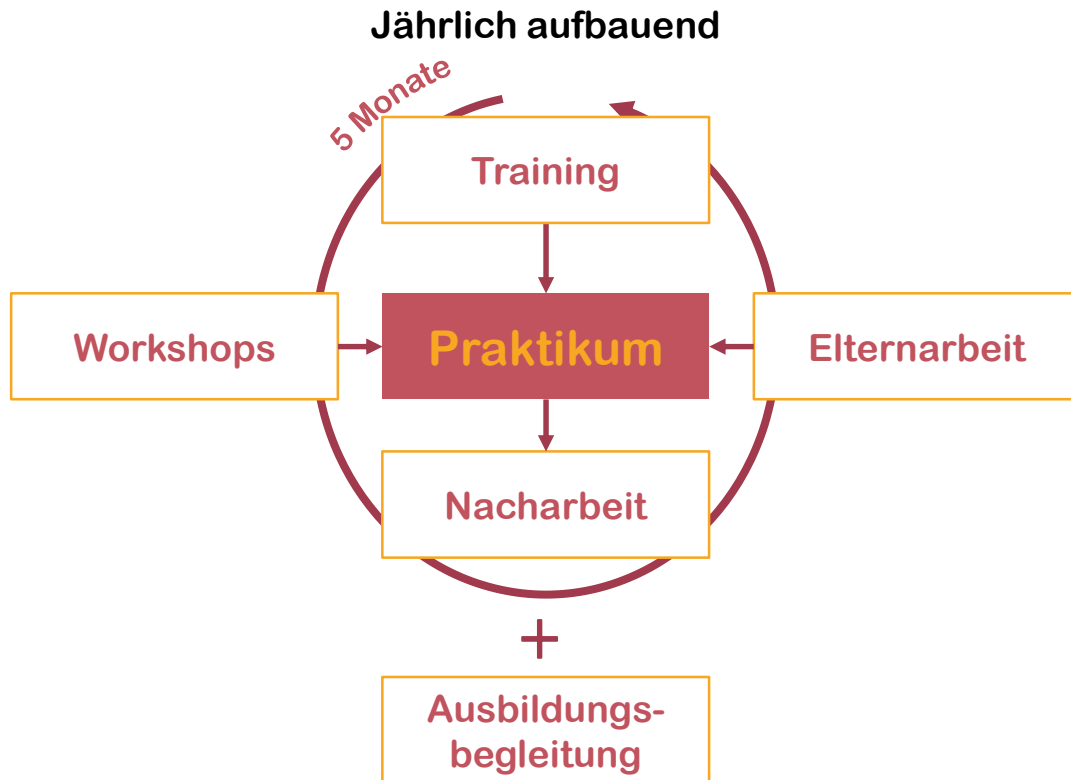 Jährlich aufbauend
5 Monate
Training
Workshops
Praktikum
Elternarbeit
Nacharbeit
+
Ausbildungs-
begleitung